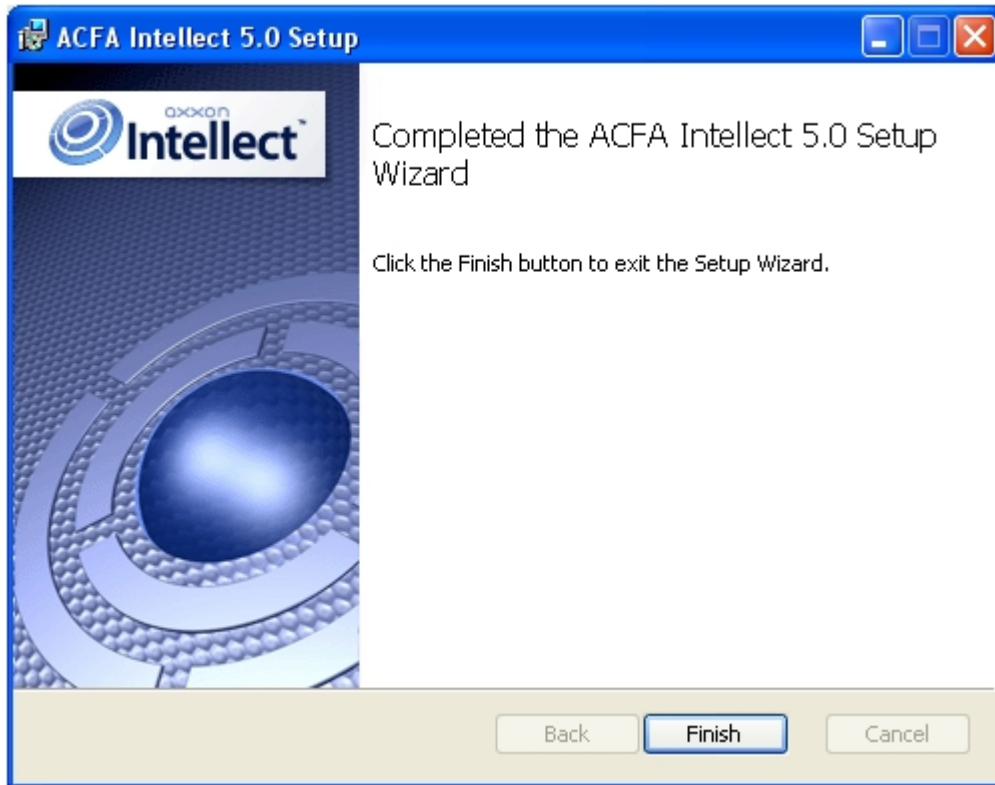 ACFA Intellect 5.0 Setup
axxon
Intellect™
Completed the ACFA Intellect 5.0 Setup
Wizard
Click the Finish button to exit the Setup Wizard.
Back
Finish
Cancel